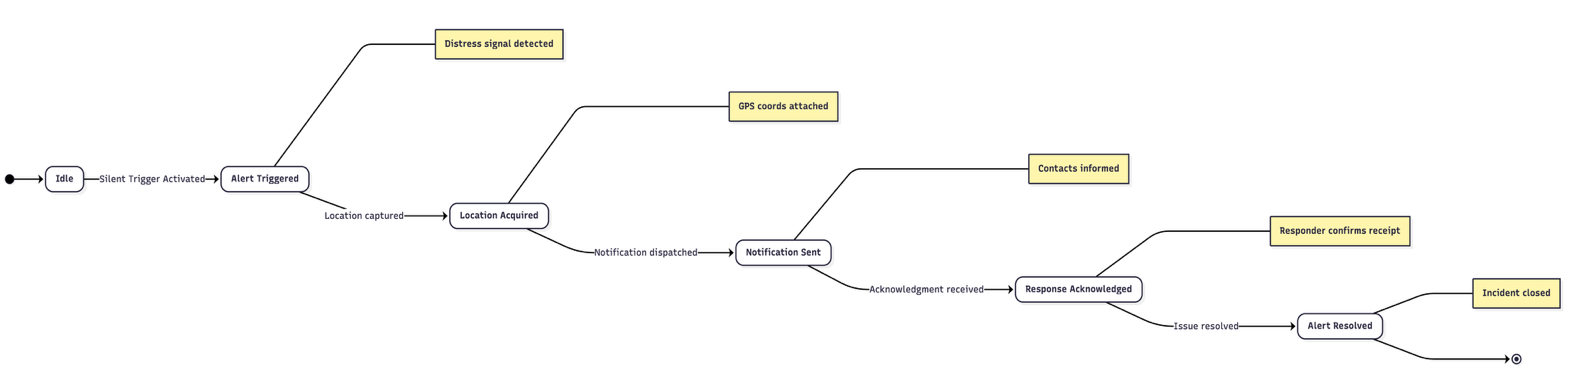 Distress signal detected
GPS coords attached
Contacts informed
Idle
Silent Trigger Activated
Alert Triggered
Location captured
Location Acquired
Notification dispatched
Notification Sent
Responder confirms receipt
Acknowledgment received
Response Acknowledged
Incident closed
Issue resolved
Alert Resolved